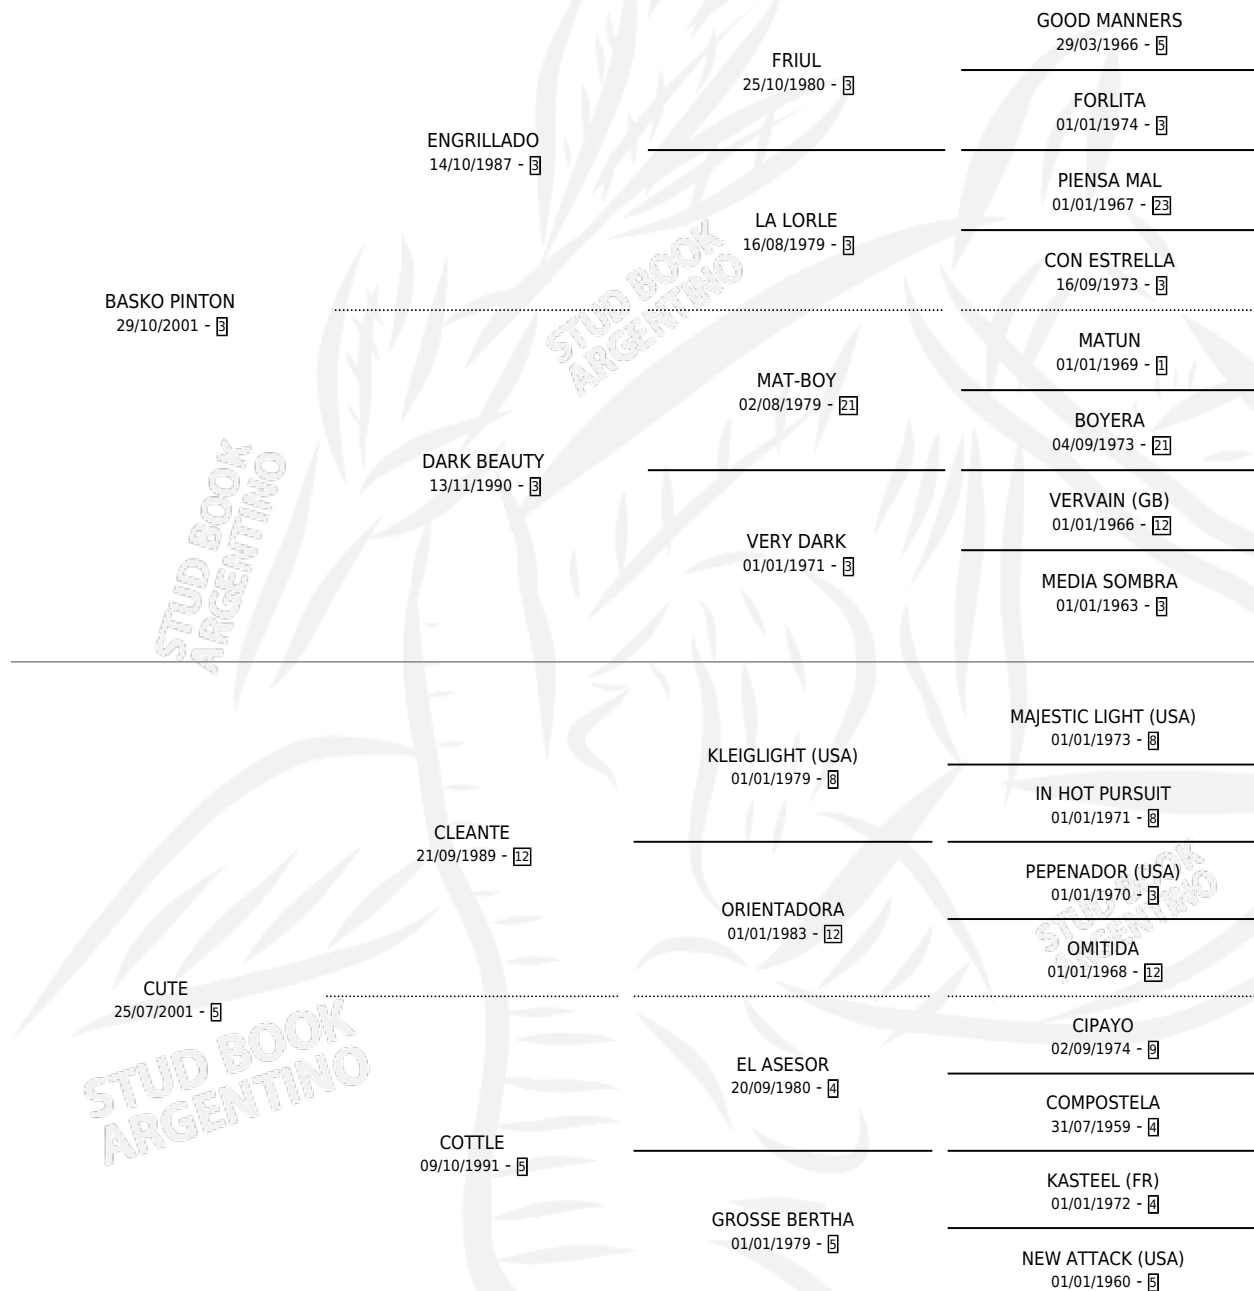 GOOD MANNERS
29/03/1966 - 5
FRIUL
25/10/1980 - 3
FORLITA
01/01/1974 - 3
ENGRILLADO
14/10/1987 - 3
PIENSA MAL
01/01/1967 - 23
LA LORLE
16/08/1979 - 3
CON ESTRELLA
16/09/1973 - 3
BASKO PINTON
29/10/2001 - 3
STUD BOOK
ARGENTINO
MATUN
01/01/1969 - 1
MAT-BOY
02/08/1979 - 21
BOYERA
04/09/1973 - 21
DARK BEAUTY
13/11/1990 - 3
VERVAIN (GB)
01/01/1966 - 12
VERY DARK
01/01/1971 - 3
MEDIA SOMBRA
01/01/1963 - 3
STUD BOOK
ARGENTINO
MAJESTIC LIGHT (USA)
01/01/1973 - 8
KLEIGLIGHT (USA)
01/01/1979 - 8
IN HOT PURSUIT
01/01/1971 - 8
CLEANTE
21/09/1989 - 12
PEPENADOR (USA)
01/01/1970 - 3
ORIENTADORA
01/01/1983 - 12
OMITIDA
01/01/1968 - 12
STUD BOOK
ARGENTINO
CUTE
25/07/2001 - 5
CIPAYO
02/09/1974 - 9
EL ASESOR
20/09/1980 - 4
COMPOSTELA
31/07/1959 - 4
STUD BOOK
ARGENTINO
COTTLE
09/10/1991 - 5
KASTEEL (FR)
01/01/1972 - 4
GROSSE BERTHA
01/01/1979 - 5
NEW ATTACK (USA)
01/01/1960 - 5